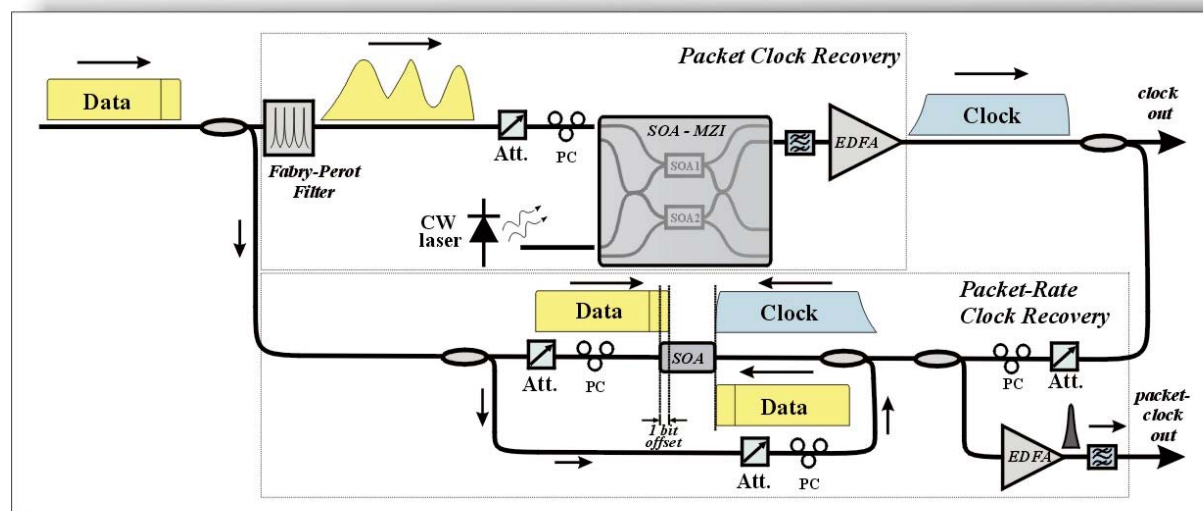 Packet Clock Recovery
Data
Clock
clock
out
SOA - MZI
EDFA
Att.
PC
SOA1
Fabry-Perot
Filter
SOA2
CW
laser
Packet-Rate
Clock Recovery
Data
Clock
SOA
Att.
PC
PC
Att.
Data
packet-
clock
out
1 bit
offset
EDFA
Att.
PC